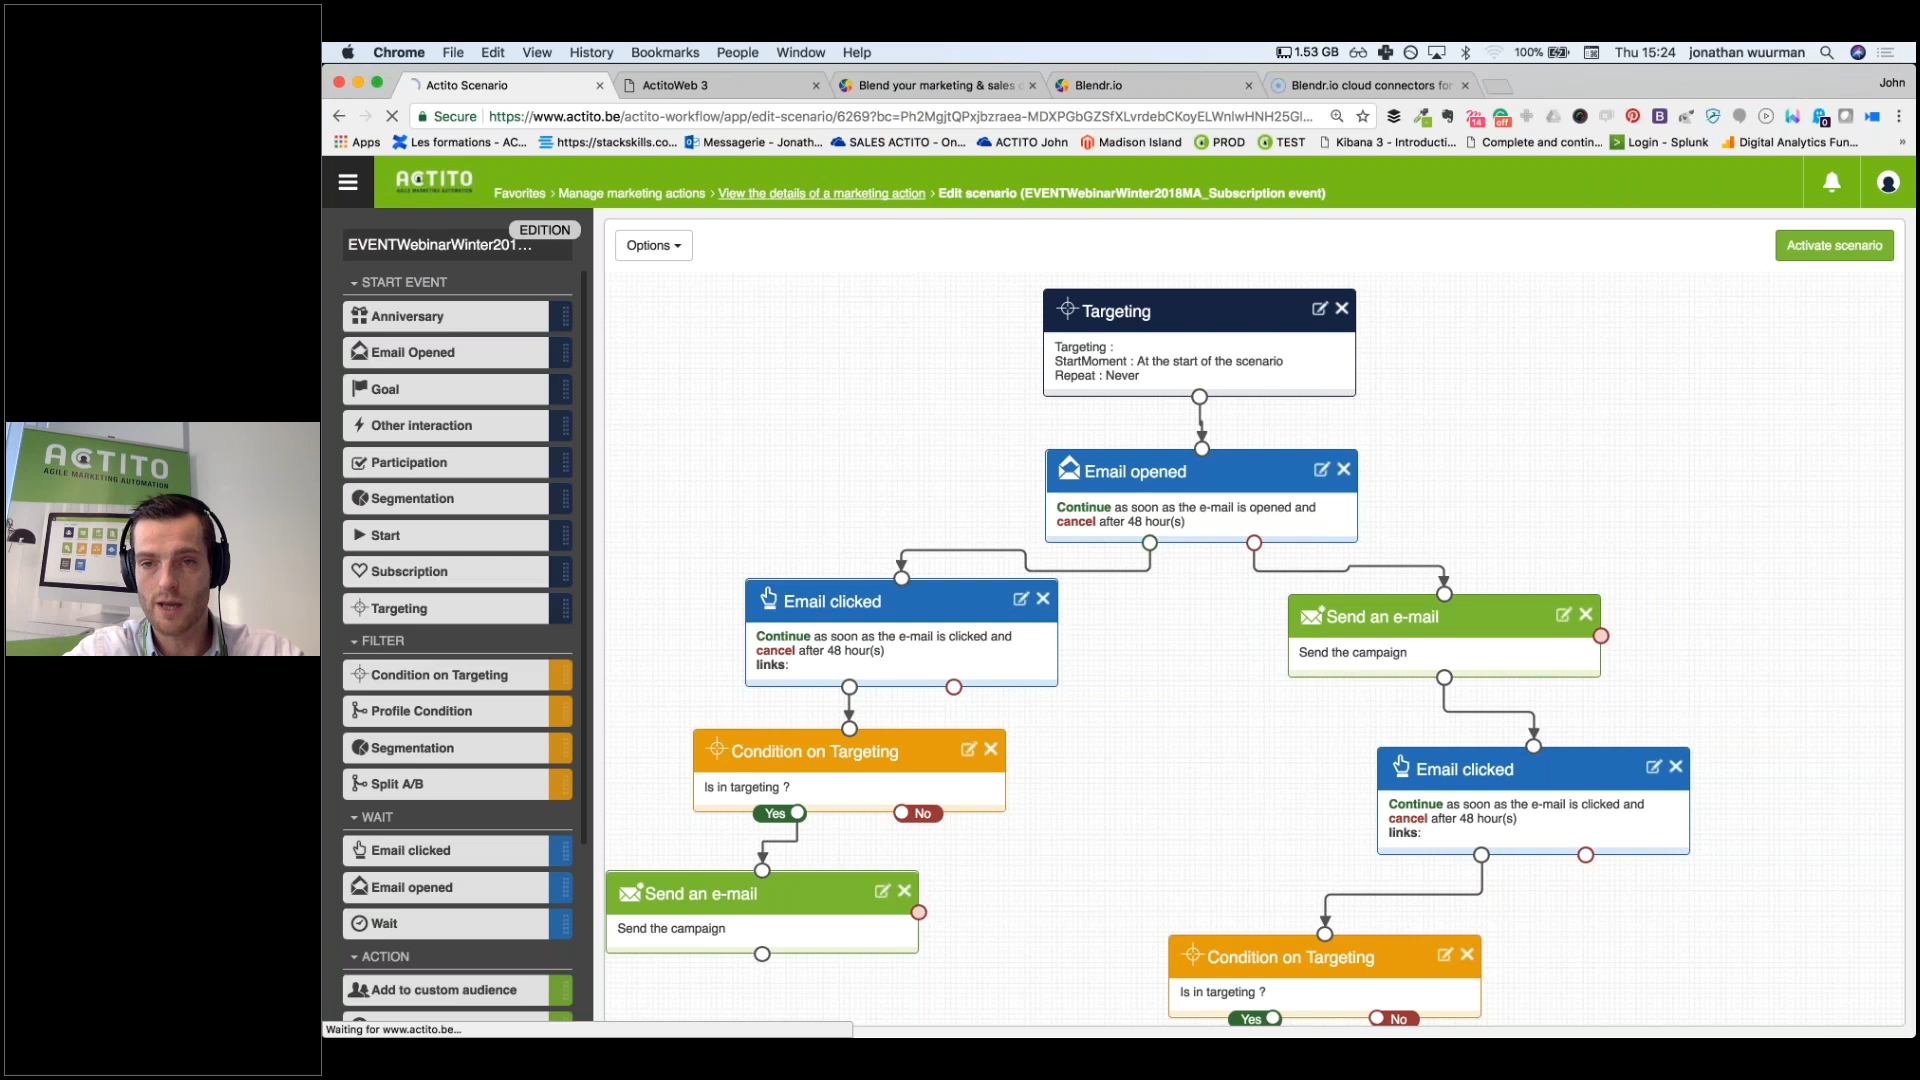 Chrome File Edit View History Bookmarks People Window Help
1.53 GB 100% Thu 15:24 jonathan wuurman
Actito Scenario
ActitoWeb 3
Blend your marketing & sales
Blendr.io
Blendr.io cloud connectors for
John
Secure https://www.actito.be/actito-workflow/app/edit-scenario/6269?bc=Ph2MgjtQPxjbzraea-MDXPGbGZSfXLvrdebCKoyELWnlwHNH25Gl...
Apps Les formations - AC... https://stackskills.co... Messagerie - Jonath... SALES ACTITO - On... ACTITO John Madison Island PROD TEST Kibana 3 - Introducti... Complete and contin... Login - Splunk Digital Analytics Fun... »
ACTITO
AGILE MARKETING AUTOMATION
Favorites > Manage marketing actions > View the details of a marketing action > Edit scenario (EVENTWebinarWinter2018MA_Subscription event)
EDITION
EVENTWebinarWinter201...
START EVENT
Anniversary
Email Opened
Goal
Other interaction
Participation
Segmentation
Start
Subscription
Targeting
FILTER
Condition on Targeting
Profile Condition
Segmentation
Split A/B
WAIT
Email clicked
Email opened
Wait
ACTION
Add to custom audience
Waiting for www.actito.be...
Options
Activate scenario
Targeting
Targeting :
StartMoment : At the start of the scenario
Repeat : Never
Email opened
Continue as soon as the e-mail is opened and
cancel after 48 hour(s)
Email clicked
Continue as soon as the e-mail is clicked and
cancel after 48 hour(s)
links:
Send an e-mail
Send the campaign
Condition on Targeting
Is in targeting ?
Yes
No
Email clicked
Continue as soon as the e-mail is clicked and
cancel after 48 hour(s)
links:
Send an e-mail
Send the campaign
Condition on Targeting
Is in targeting ?
Yes
No
ACTITO
AGILE MARKETING AUTOMATION